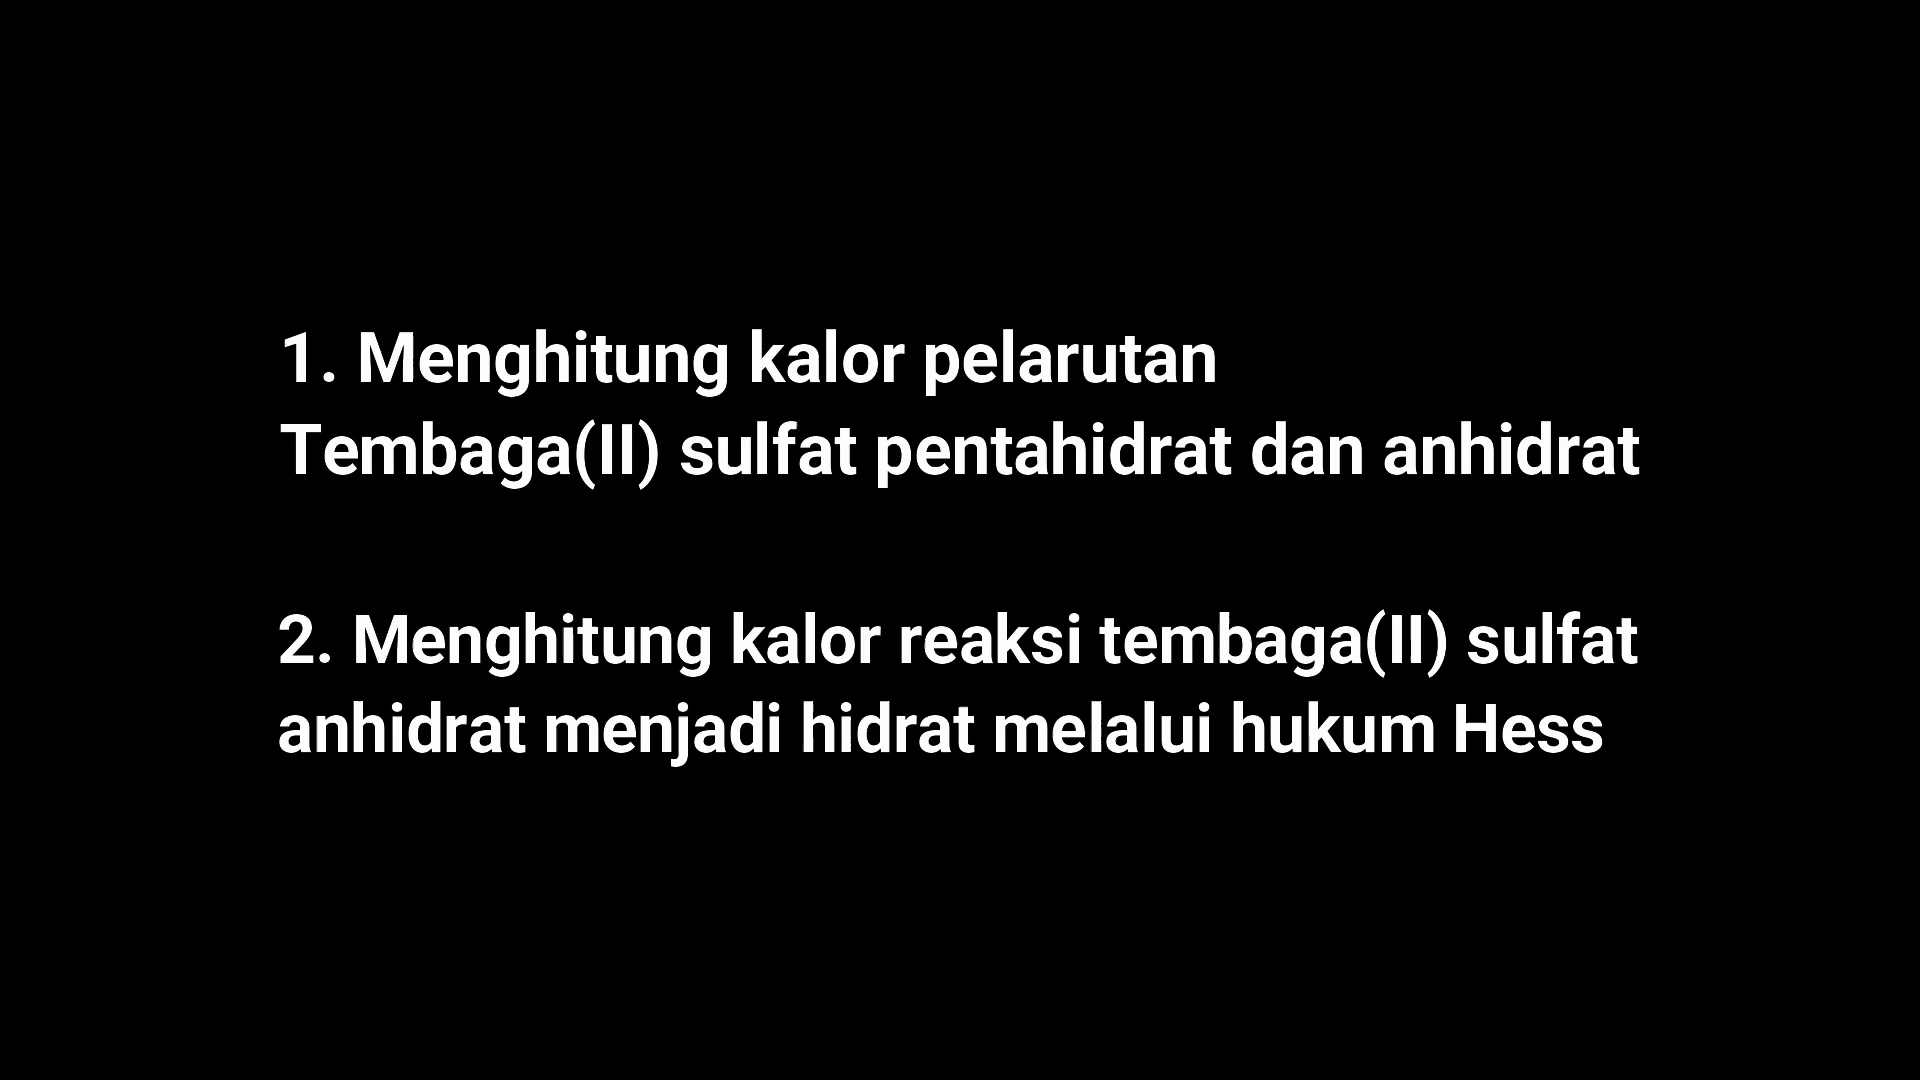 1. Menghitung kalor pelarutan
Tembaga(II) sulfat pentahidrat dan anhidrat
2. Menghitung kalor reaksi tembaga(II) sulfat
anhidrat menjadi hidrat melalui hukum Hess